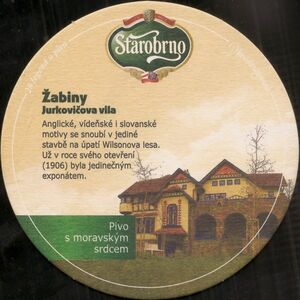 Starobrno
Žabiny
Jurkovičova vila
Anglické, vídeňské i slovanské
motivy se snoubí v jediné
stavbě na úpatí Wilsonova lesa.
Už v roce svého otevření
(1906) byla jedinečným
exponátem.
Pivo
s moravským
srdcem